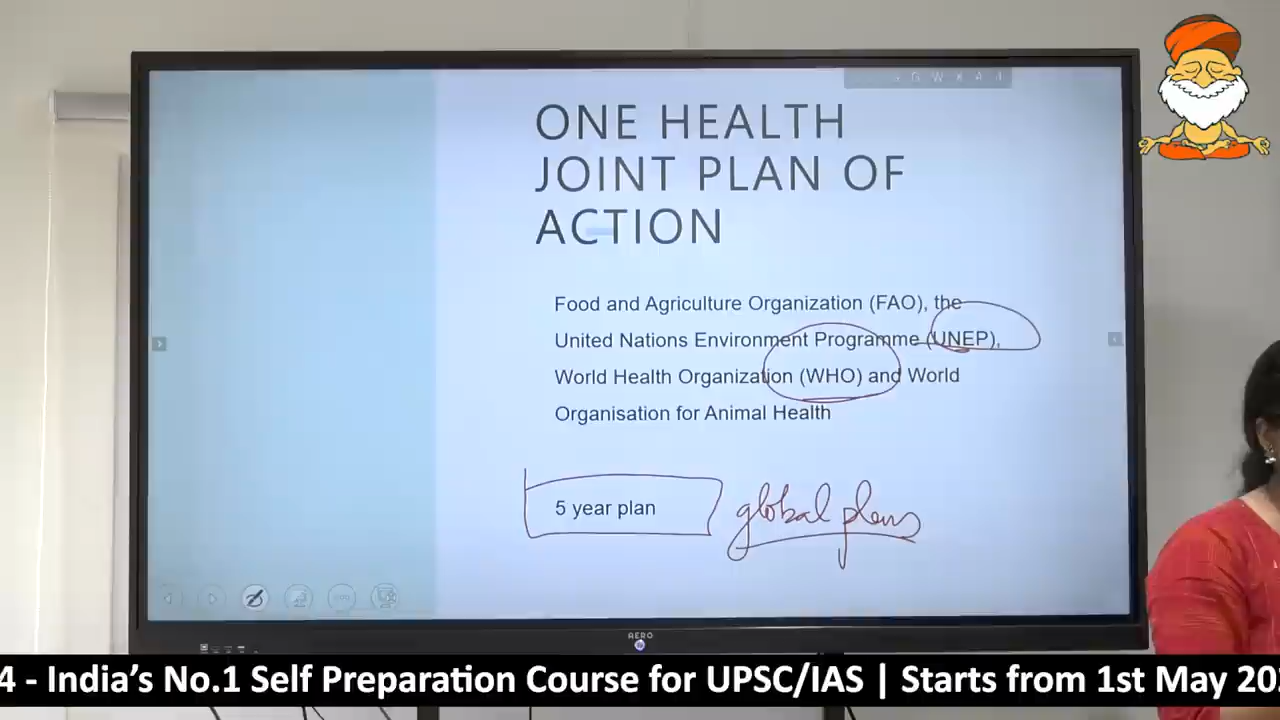 ONE HEALTH
JOINT PLAN OF
ACTION
Food and Agriculture Organization (FAO), the
United Nations Environment Programme (UNEP),
World Health Organization (WHO) and World
Organisation for Animal Health
5 year plan
global plans
AERO
4 - India's No.1 Self Preparation Course for UPSC/IAS | Starts from 1st May 202